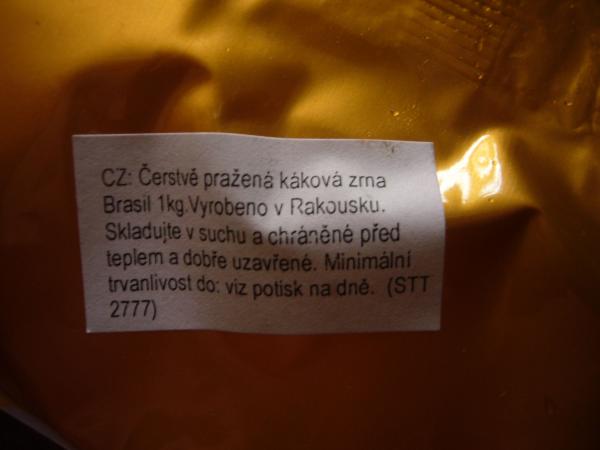 CZ: Čerstvě pražená káková zrna
Brasil 1kg.Vyrobeno v Rakousku.
Skladujte v suchu a chráněné před
teplem a dobře uzavřené. Minimální
trvanlivost do: viz potisk na dně. (STT
2777)